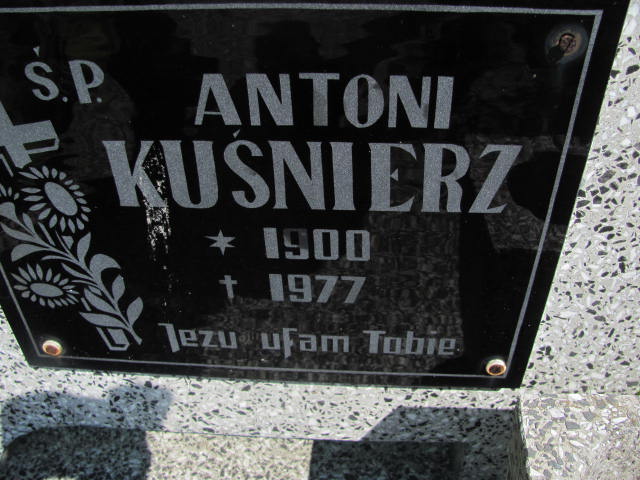 Ś.P.
ANTONI
KUŚNIERZ
* 1900
† 1977
Jezu ufam Tobie